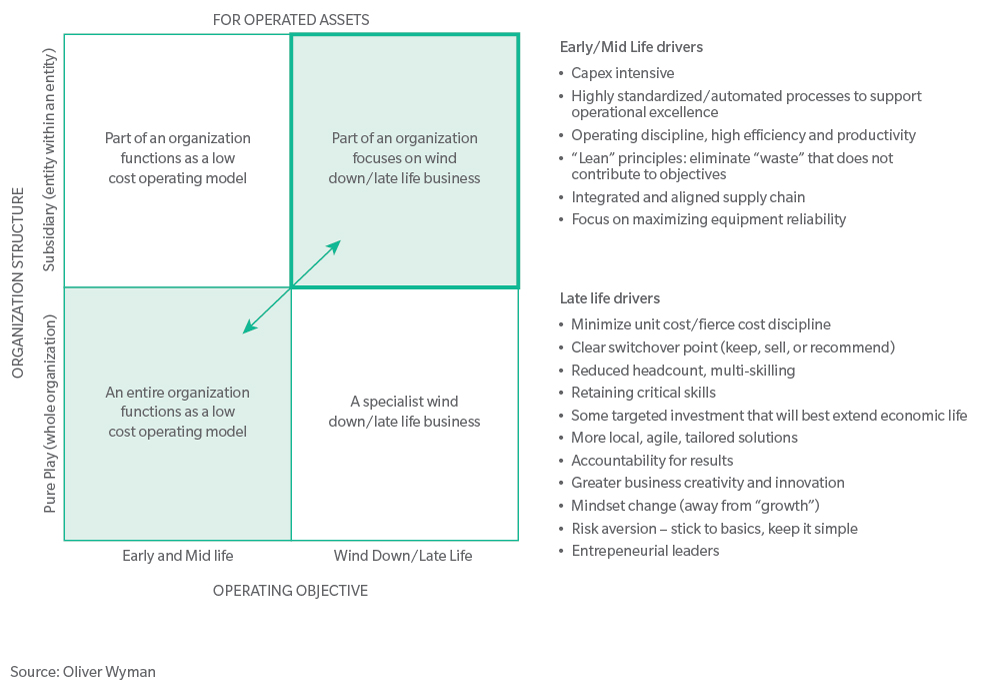 FOR OPERATED ASSETS
ORGANIZATION STRUCTURE
Subsidiary (entity within an entity)
Pure Play (whole organization)
Part of an organization
functions as a low
cost operating model
Part of an organization
focuses on wind
down/late life business
An entire organization
functions as a low
cost operating model
A specialist wind
down/late life business
Early and Mid life
Wind Down/Late Life
OPERATING OBJECTIVE
Early/Mid Life drivers
• Capex intensive
• Highly standardized/automated processes to support
operational excellence
• Operating discipline, high efficiency and productivity
• “Lean” principles: eliminate “waste” that does not
contribute to objectives
• Integrated and aligned supply chain
• Focus on maximizing equipment reliability
Late life drivers
• Minimize unit cost/fierce cost discipline
• Clear switchover point (keep, sell, or recommend)
• Reduced headcount, multi-skilling
• Retaining critical skills
• Some targeted investment that will best extend economic life
• More local, agile, tailored solutions
• Accountability for results
• Greater business creativity and innovation
• Mindset change (away from “growth”)
• Risk aversion – stick to basics, keep it simple
• Entrepeneurial leaders
Source: Oliver Wyman